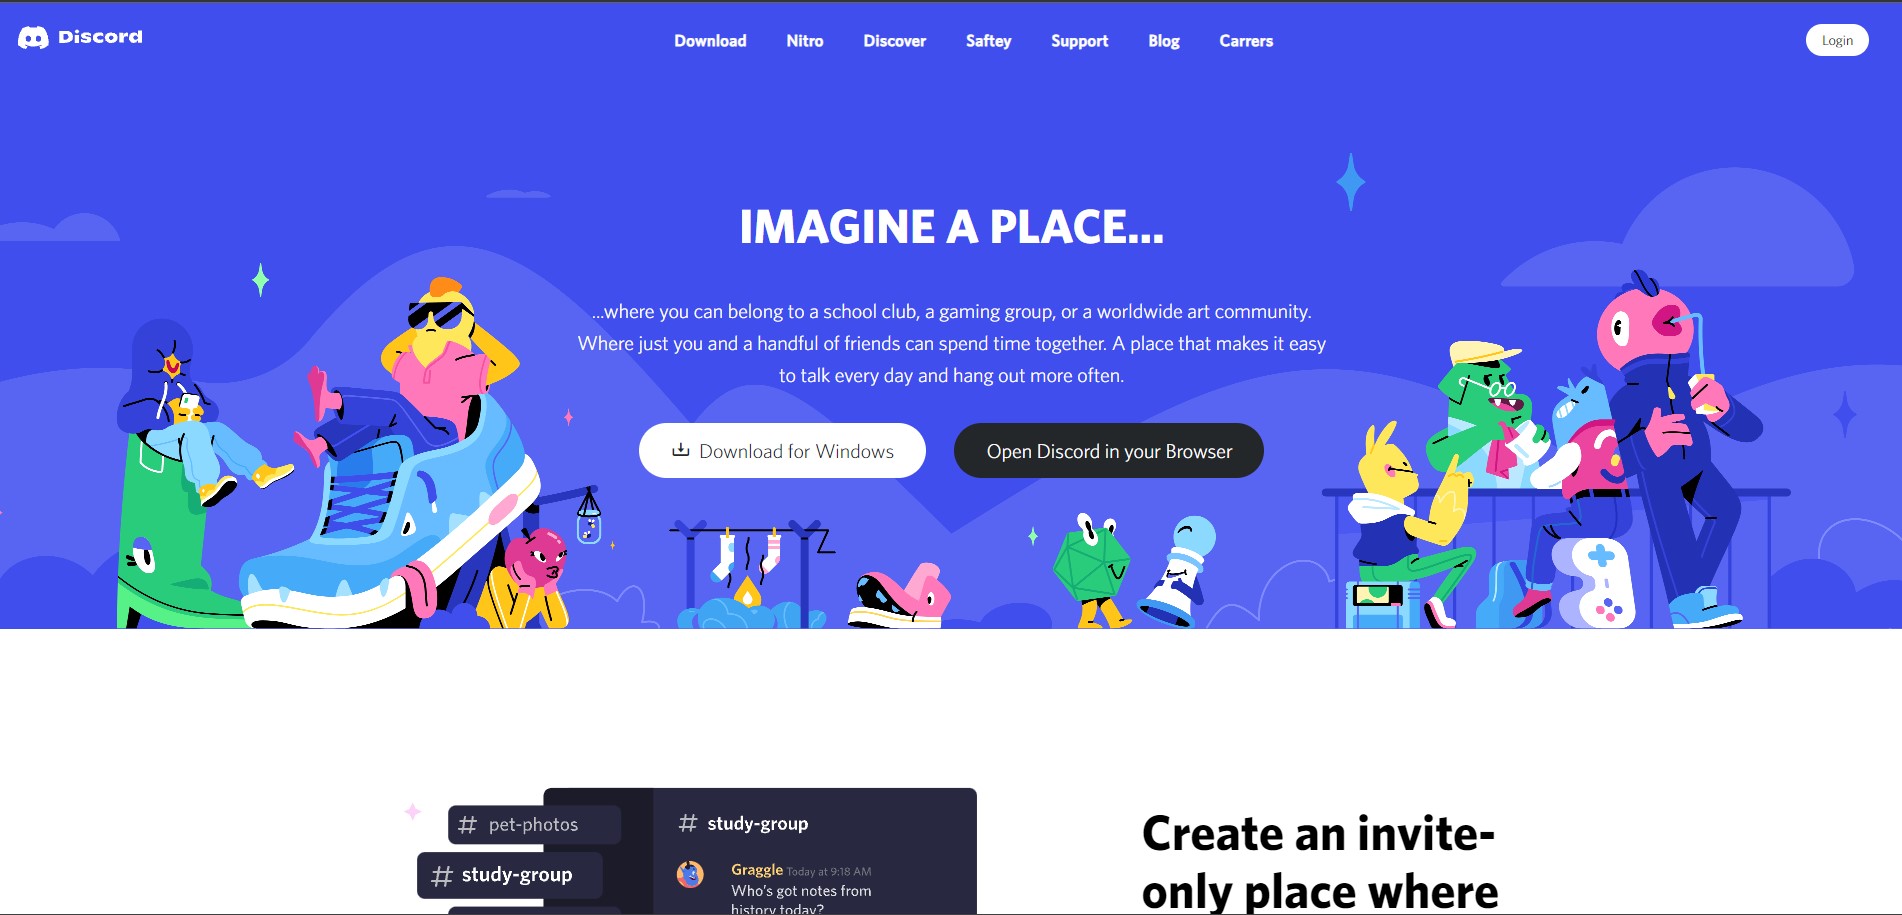 Discord
Download Nitro Discover Saftey Support Blog Carrers
Login
IMAGINE A PLACE...
...where you can belong to a school club, a gaming group, or a worldwide art community.
Where just you and a handful of friends can spend time together. A place that makes it easy
to talk every day and hang out more often.
Download for Windows
Open Discord in your Browser
# pet-photos
# study-group
# study-group
Graggle Today at 9:18 AM
Who's got notes from
history today?
Create an invite-
only place where